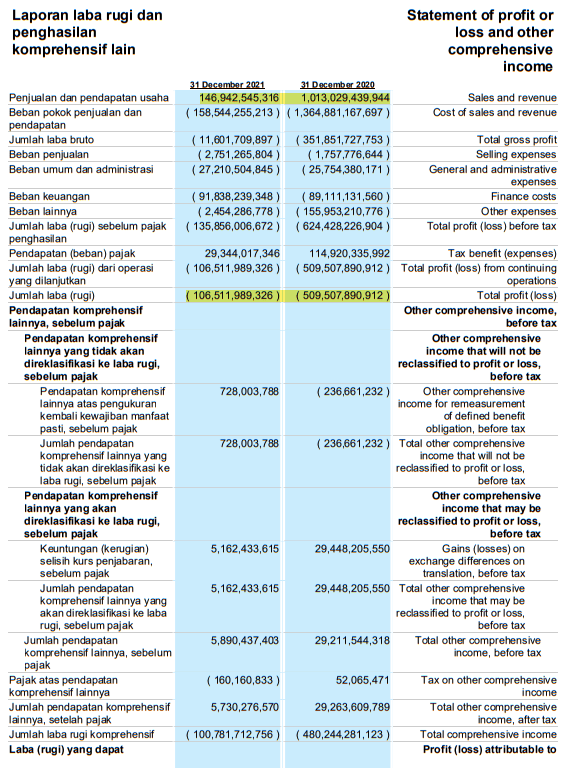 Laporan laba rugi dan
penghasilan
komprehensif lain
Statement of profit or
loss and other
comprehensive
income
31 December 2021 31 December 2020
Penjualan dan pendapatan usaha 146,942,545,316 1,013,029,439,944 Sales and revenue
Beban pokok penjualan dan
pendapatan
( 158,544,255,213 ) ( 1,364,881,167,697 ) Cost of sales and revenue
Jumlah laba bruto ( 11,601,709,897 ) ( 351,851,727,753 ) Total gross profit
Beban penjualan ( 2,751,265,804 ) ( 1,757,776,644 ) Selling expenses
Beban umum dan administrasi ( 27,210,504,845 ) ( 25,754,380,171 ) General and administrative
expenses
Beban keuangan ( 91,838,239,348 ) ( 89,111,131,560 ) Finance costs
Beban lainnya ( 2,454,286,778 ) ( 155,953,210,776 ) Other expenses
Jumlah laba (rugi) sebelum pajak
penghasilan
( 135,856,006,672 ) ( 624,428,226,904 ) Total profit (loss) before tax
Pendapatan (beban) pajak 29,344,017,346 114,920,335,992 Tax benefit (expenses)
Jumlah laba (rugi) dari operasi
yang dilanjutkan
( 106,511,989,326 ) ( 509,507,890,912 ) Total profit (loss) from continuing
operations
Jumlah laba (rugi) ( 106,511,989,326 ) ( 509,507,890,912 ) Total profit (loss)
Pendapatan komprehensif
lainnya, sebelum pajak
Other comprehensive income,
before tax
Pendapatan komprehensif
lainnya yang tidak akan
direklasifikasi ke laba rugi,
sebelum pajak
Other comprehensive
income that will not be
reclassified to profit or loss,
before tax
Pendapatan komprehensif
lainnya atas pengukuran
kembali kewajiban manfaat
pasti, sebelum pajak
728,003,788 ( 236,661,232 ) Other comprehensive
income for remeasurement
of defined benefit
obligation, before tax
Jumlah pendapatan
komprehensif lainnya yang
tidak akan direklasifikasi ke
laba rugi, sebelum pajak
728,003,788 ( 236,661,232 ) Total other comprehensive
income that will not be
reclassified to profit or loss,
before tax
Pendapatan komprehensif
lainnya yang akan
direklasifikasi ke laba rugi,
sebelum pajak
Other comprehensive
income that may be
reclassified to profit or loss,
before tax
Keuntungan (kerugian)
selisih kurs penjabaran,
sebelum pajak
5,162,433,615 29,448,205,550 Gains (losses) on
exchange differences on
translation, before tax
Jumlah pendapatan
komprehensif lainnya yang
akan direklasifikasi ke laba
rugi, sebelum pajak
5,162,433,615 29,448,205,550 Total other comprehensive
income that may be
reclassified to profit or loss,
before tax
Jumlah pendapatan
komprehensif lainnya, sebelum
pajak
5,890,437,403 29,211,544,318 Total other comprehensive
income, before tax
Pajak atas pendapatan
komprehensif lainnya
( 160,160,833 ) 52,065,471 Tax on other comprehensive
income
Jumlah pendapatan komprehensif
lainnya, setelah pajak
5,730,276,570 29,263,609,789 Total other comprehensive
income, after tax
Jumlah laba rugi komprehensif ( 100,781,712,756 ) ( 480,244,281,123 ) Total comprehensive income
Laba (rugi) yang dapat Profit (loss) attributable to